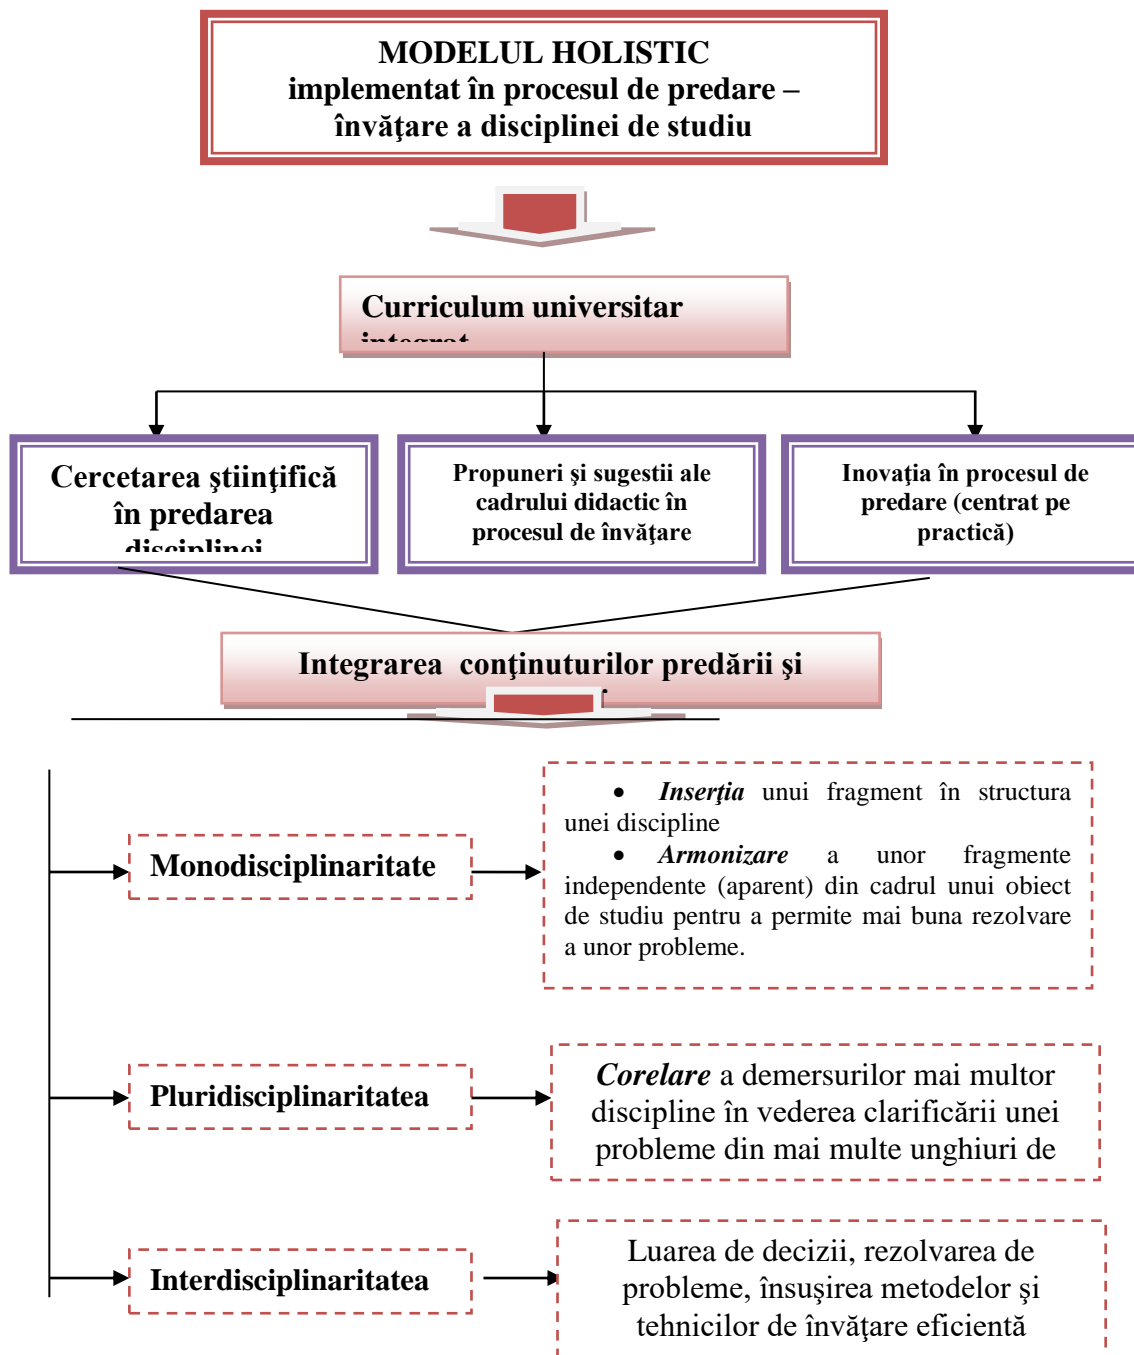 MODELUL HOLISTIC
implementat în procesul de predare –
învăţare a disciplinei de studiu
Curriculum universitar
integrat
Cercetarea ştiinţifică
în predarea
disciplinei
Propuneri şi sugestii ale
cadrului didactic în
procesul de învăţare
Inovaţia în procesul de
predare (centrat pe
practică)
Integrarea conţinuturilor predării şi
Monodisciplinaritate
• Inserţia unui fragment în structura
unei discipline
• Armonizare a unor fragmente
independente (aparent) din cadrul unui obiect
de studiu pentru a permite mai buna rezolvare
a unor probleme.
Pluridisciplinaritatea
Corelare a demersurilor mai multor
discipline în vederea clarificării unei
probleme din mai multe unghiuri de
Interdisciplinaritatea
Luarea de decizii, rezolvarea de
probleme, însuşirea metodelor şi
tehnicilor de învăţare eficientă